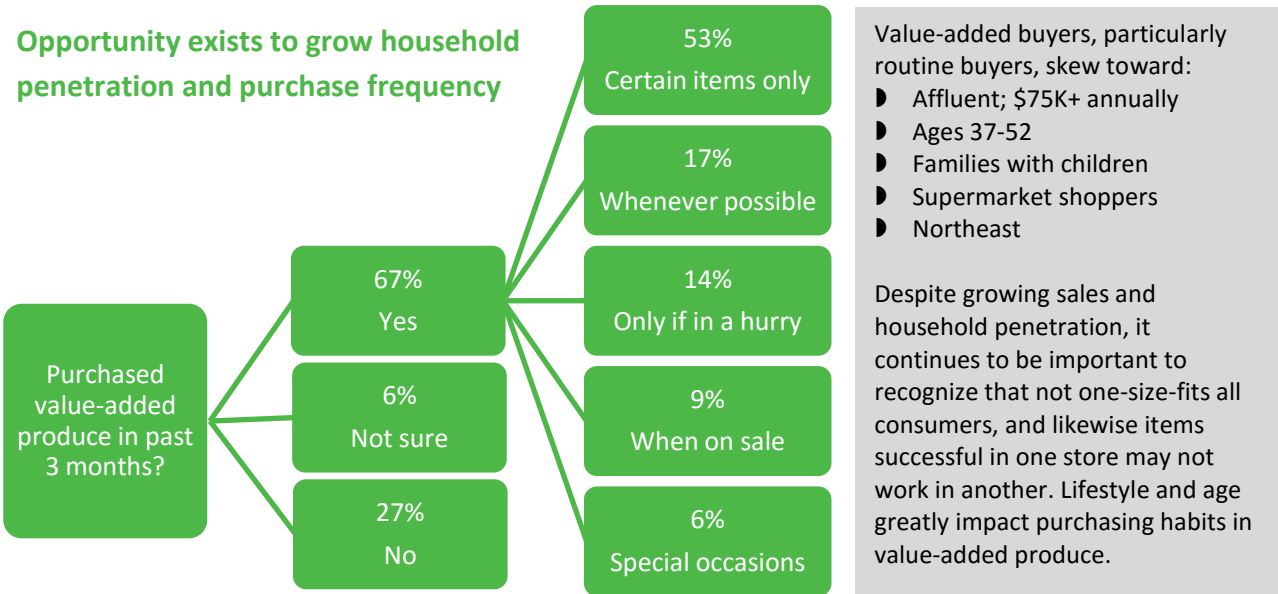 Opportunity exists to grow household
penetration and purchase frequency
Purchased
value-added
produce in past
3 months?
67%
Yes
6%
Not sure
27%
No
53%
Certain items only
17%
Whenever possible
14%
Only if in a hurry
9%
When on sale
6%
Special occasions
Value-added buyers, particularly
routine buyers, skew toward:
◗ Affluent; $75K+ annually
◗ Ages 37-52
◗ Families with children
◗ Supermarket shoppers
◗ Northeast
Despite growing sales and
household penetration, it
continues to be important to
recognize that not one-size-fits all
consumers, and likewise items
successful in one store may not
work in another. Lifestyle and age
greatly impact purchasing habits in
value-added produce.